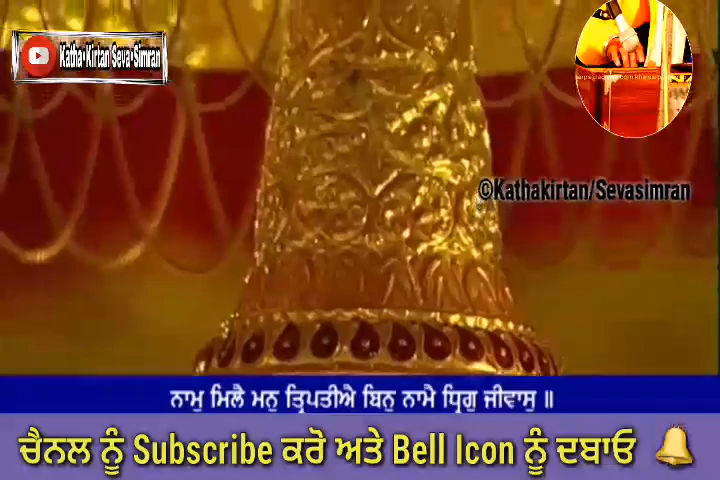 Katha•Kirtan Seva•Simran
©Kathakirtan/Sevasimran
ਨਾਮੁ ਮਿਲੈ ਮਨੁ ਤ੍ਰਿਪਤੀਐ ਬਿਨੁ ਨਾਮੈ ਧ੍ਰਿਗੁ ਜੀਵਾਸੁ ॥
ਚੈਨਲ ਨੂੰ Subscribe ਕਰੋ ਅਤੇ Bell Icon ਨੂੰ ਦਬਾਓ